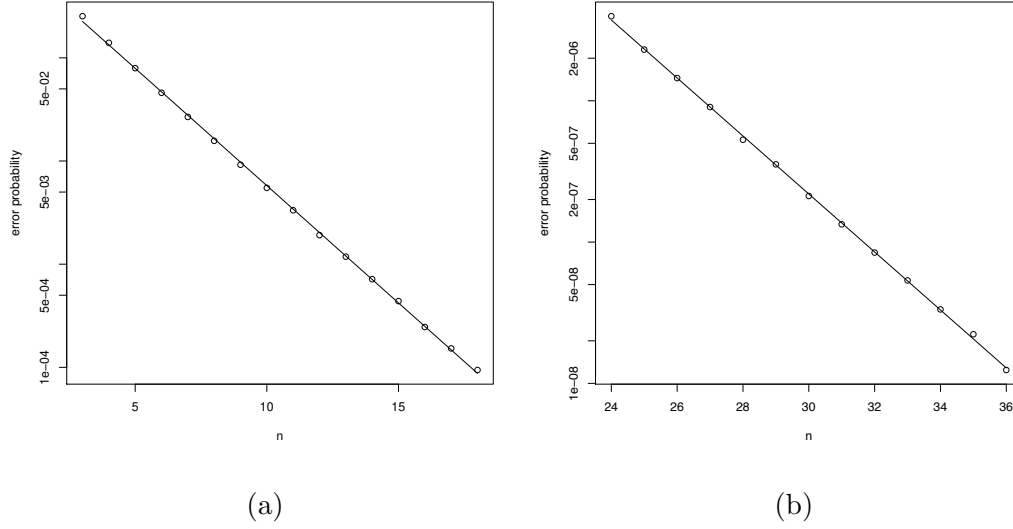 5e−02
5e−03
5e−04
1e−04
error probability
5
10
15
n
(a)
2e−06
5e−07
2e−07
5e−08
1e−08
error probability
24
26
28
30
32
34
36
n
(b)